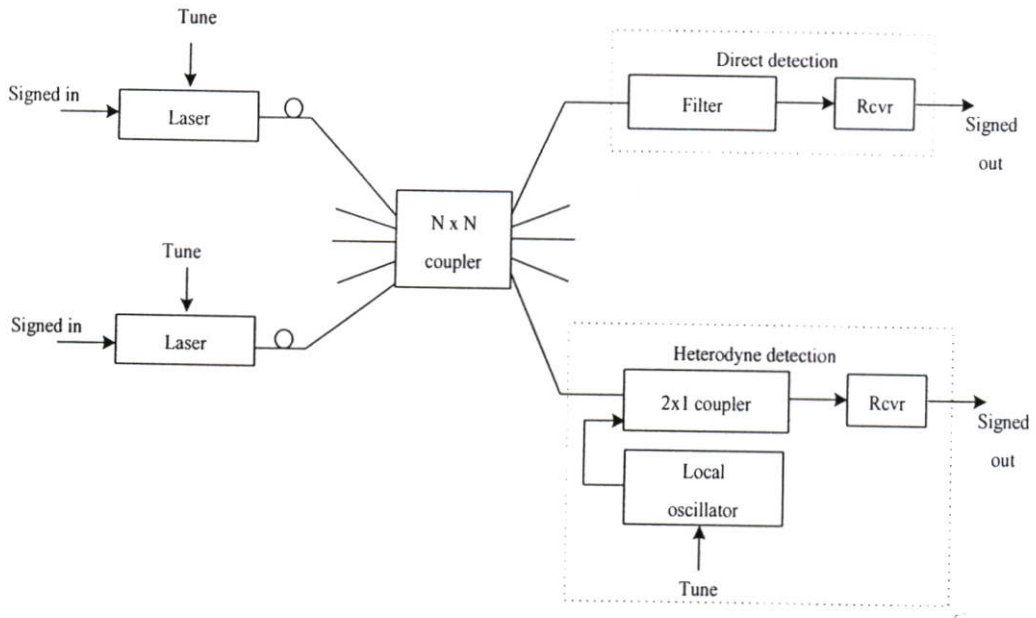 Tune
Signed in
Laser
Tune
Signed in
Laser
N x N
coupler
Direct detection
Filter
Rcvr
Signed
out
Heterodyne detection
2x1 coupler
Rcvr
Signed
out
Local
oscillator
Tune